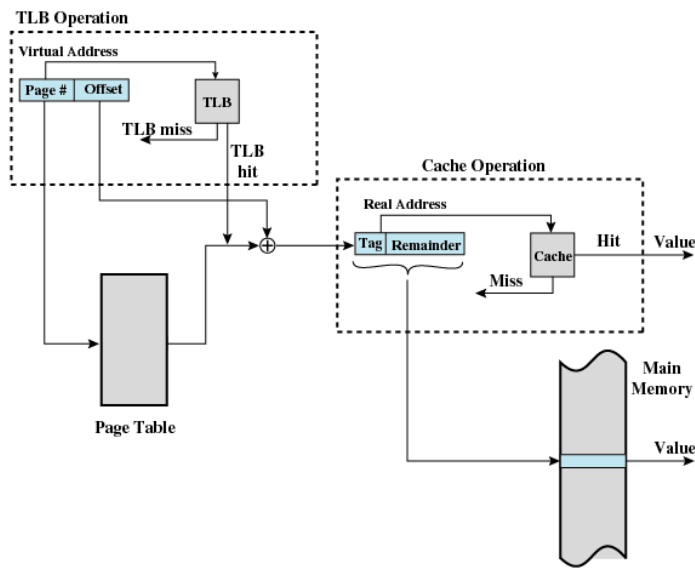 TLB Operation
Virtual Address
Page # Offset
TLB
TLB miss
TLB
hit
Cache Operation
Real Address
Tag Remainder
Cache
Hit
Value
Miss
Page Table
Main
Memory
Value